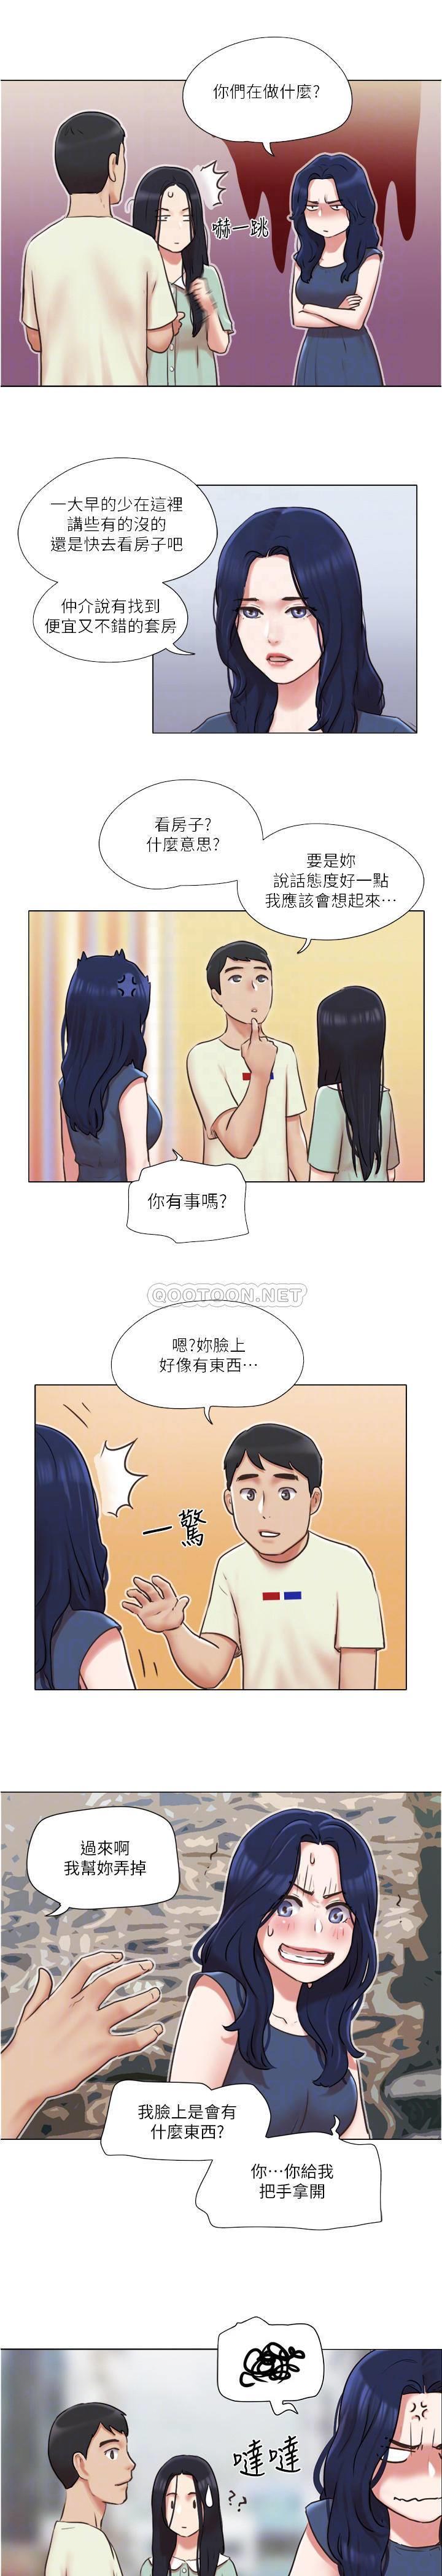 你們在做什麼?
嚇一跳
一大早的少在這裡
講些有的沒的
還是快去看房子吧
仲介說有找到
便宜又不錯的套房
看房子?
什麼意思?
要是妳
說話態度好一點
我應該會想起來…
你有事嗎?
QOOTOON.NET
嗯?妳臉上
好像有東西…
一驚
過來啊
我幫妳弄掉
我臉上是會有
什麼東西?
你…你給我
把手拿開
噠噠
??